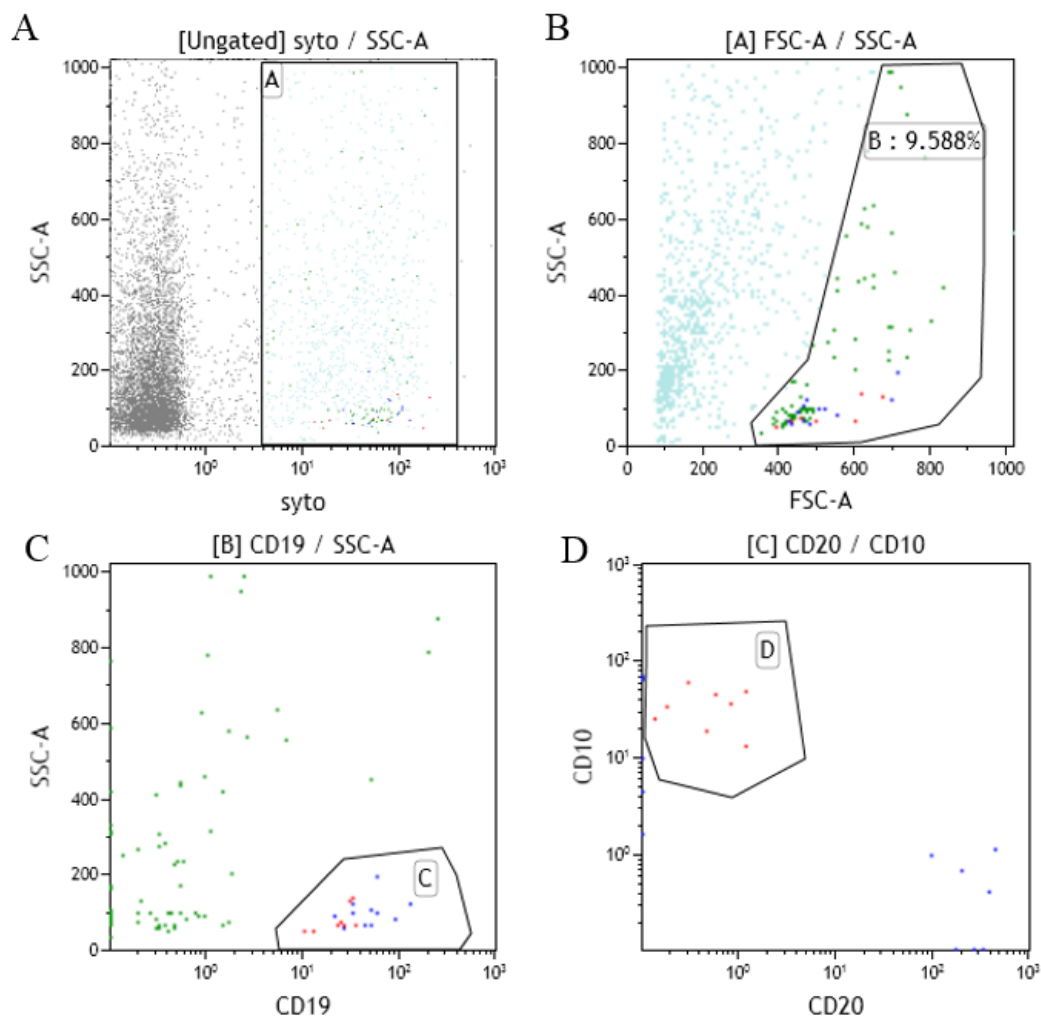 A
[Ungated] syto / SSC-A
1000
800
600
400
200
0
SSC-A
A
10⁰
10¹
10²
10³
syto
B
[A] FSC-A / SSC-A
1000
800
600
400
200
0
SSC-A
B : 9.588%
0
200
400
600
800
1000
FSC-A
C
[B] CD19 / SSC-A
1000
800
600
400
200
0
SSC-A
C
10⁰
10¹
10²
10³
CD19
D
[C] CD20 / CD10
10³
10²
10¹
10⁰
CD10
D
10⁰
10¹
10²
10³
CD20